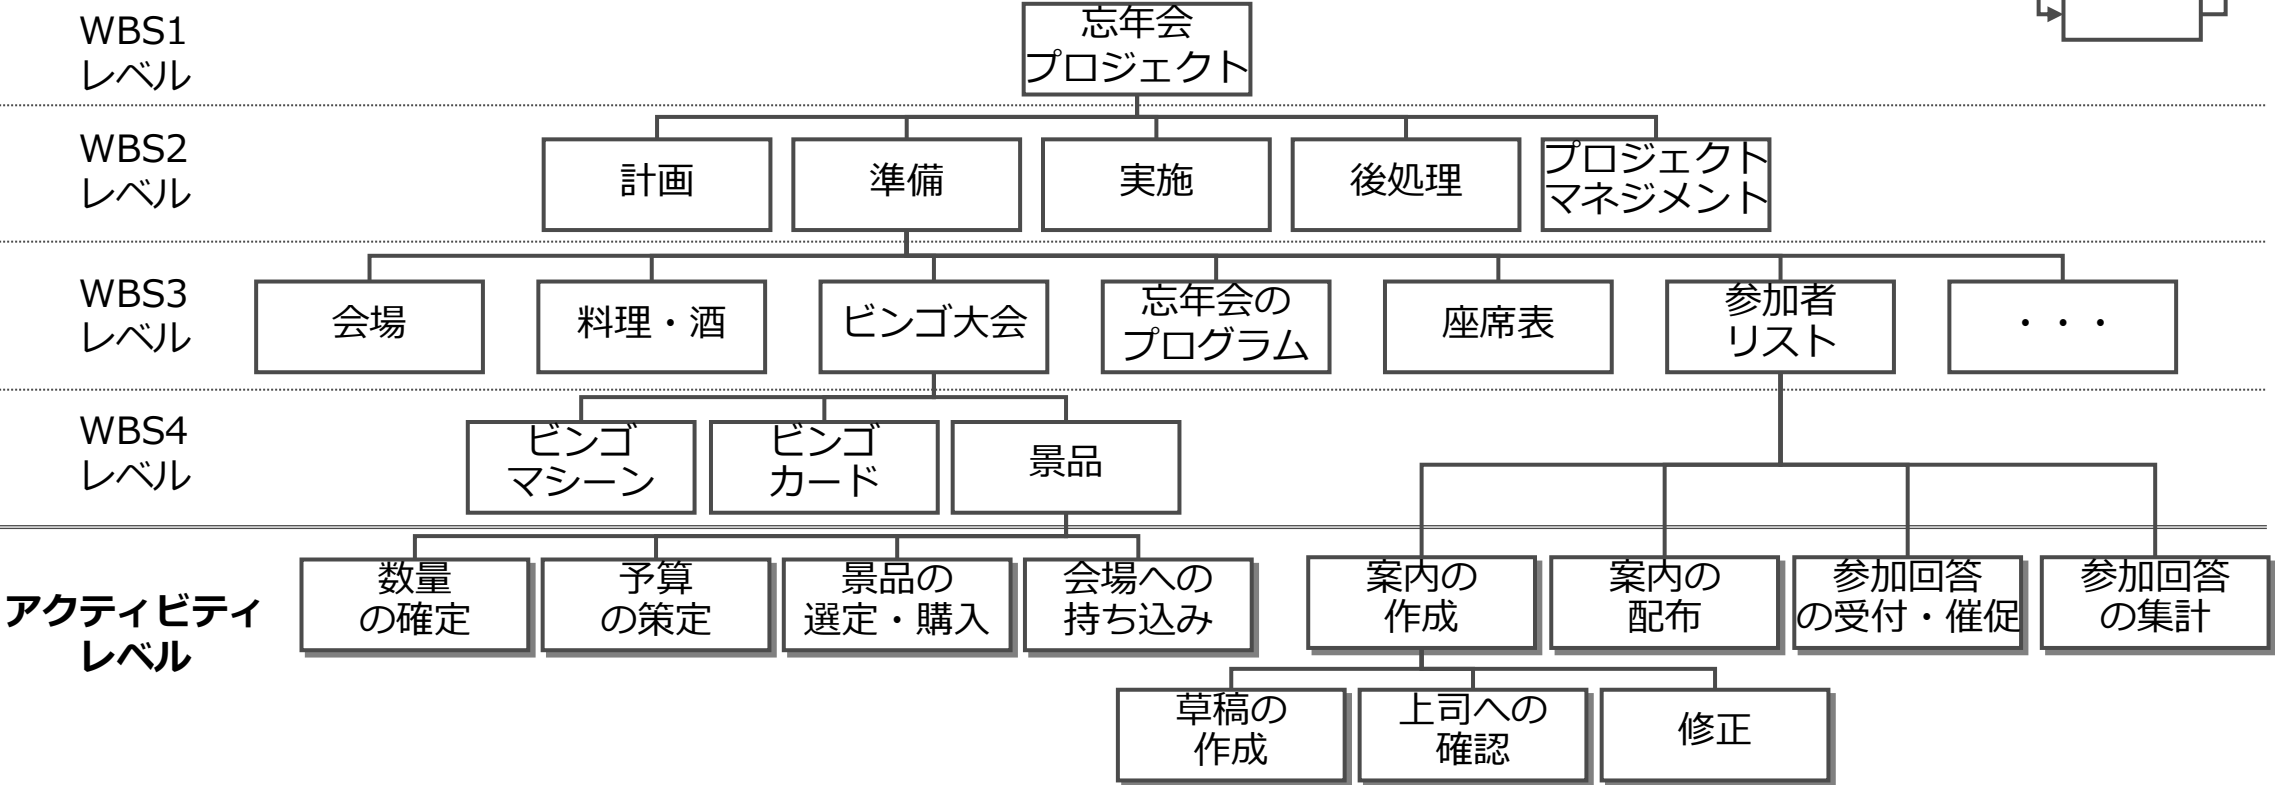 WBS1
レベル
忘年会
プロジェクト
WBS2
レベル
計画
準備
実施
後処理
プロジェクト
マネジメント
WBS3
レベル
会場
料理・酒
ビンゴ大会
忘年会の
プログラム
座席表
参加者
リスト
・・・
WBS4
レベル
ビンゴ
マシーン
ビンゴ
カード
景品
アクティビティ
レベル
数量
の確定
予算
の策定
景品の
選定・購入
会場への
持ち込み
案内の
作成
案内の
配布
参加回答
の受付・催促
参加回答
の集計
草稿の
作成
上司への
確認
修正